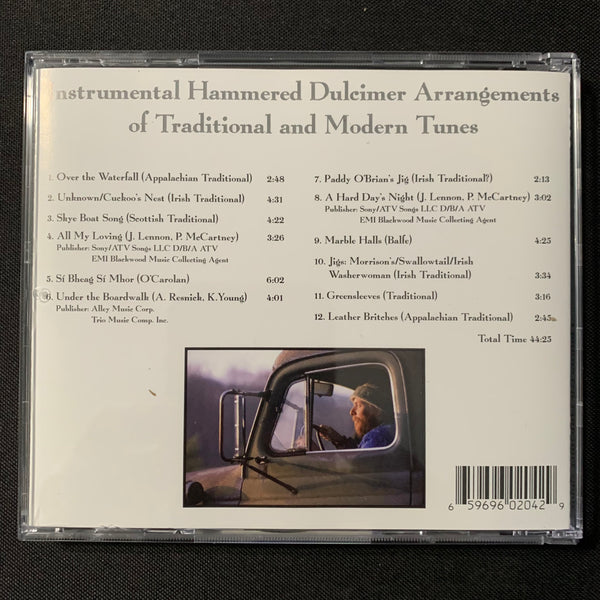 Instrumental Hammered Dulcimer Arrangements
of Traditional and Modern Tunes
1. Over the Waterfall (Appalachian Traditional) 2:48
2. Unknown/Cuckoo's Nest (Irish Traditional) 4:31
3. Skye Boat Song (Scottish Traditional) 4:22
4. All My Loving (J. Lennon, P. McCartney) 3:26
Publisher: Sony/ATV Songs LLC D/B/A ATV
EMI Blackwood Music Collecting Agent
5. Sí Bheag Sí Mhor (O'Carolan) 6:02
6. Under the Boardwalk (A. Resnick, K.Young) 4:01
Publisher: Alley Music Corp.
Trio Music Comp. Inc.
7. Paddy O'Brian's Jig (Irish Traditional?) 2:13
8. A Hard Day's Night (J. Lennon, P. McCartney) 3:02
Publisher: Sony/ATV Songs LLC D/B/A ATV
EMI Blackwood Music Collecting Agent
9. Marble Halls (Balfe) 4:25
10. Jigs: Morrison's/Swallowtail/Irish
Washerwoman (Irish Traditional) 3:34
11. Greensleeves (Traditional) 3:16
12. Leather Britches (Appalachian Traditional) 2:45
Total Time 44:25
6 59696 02042 9